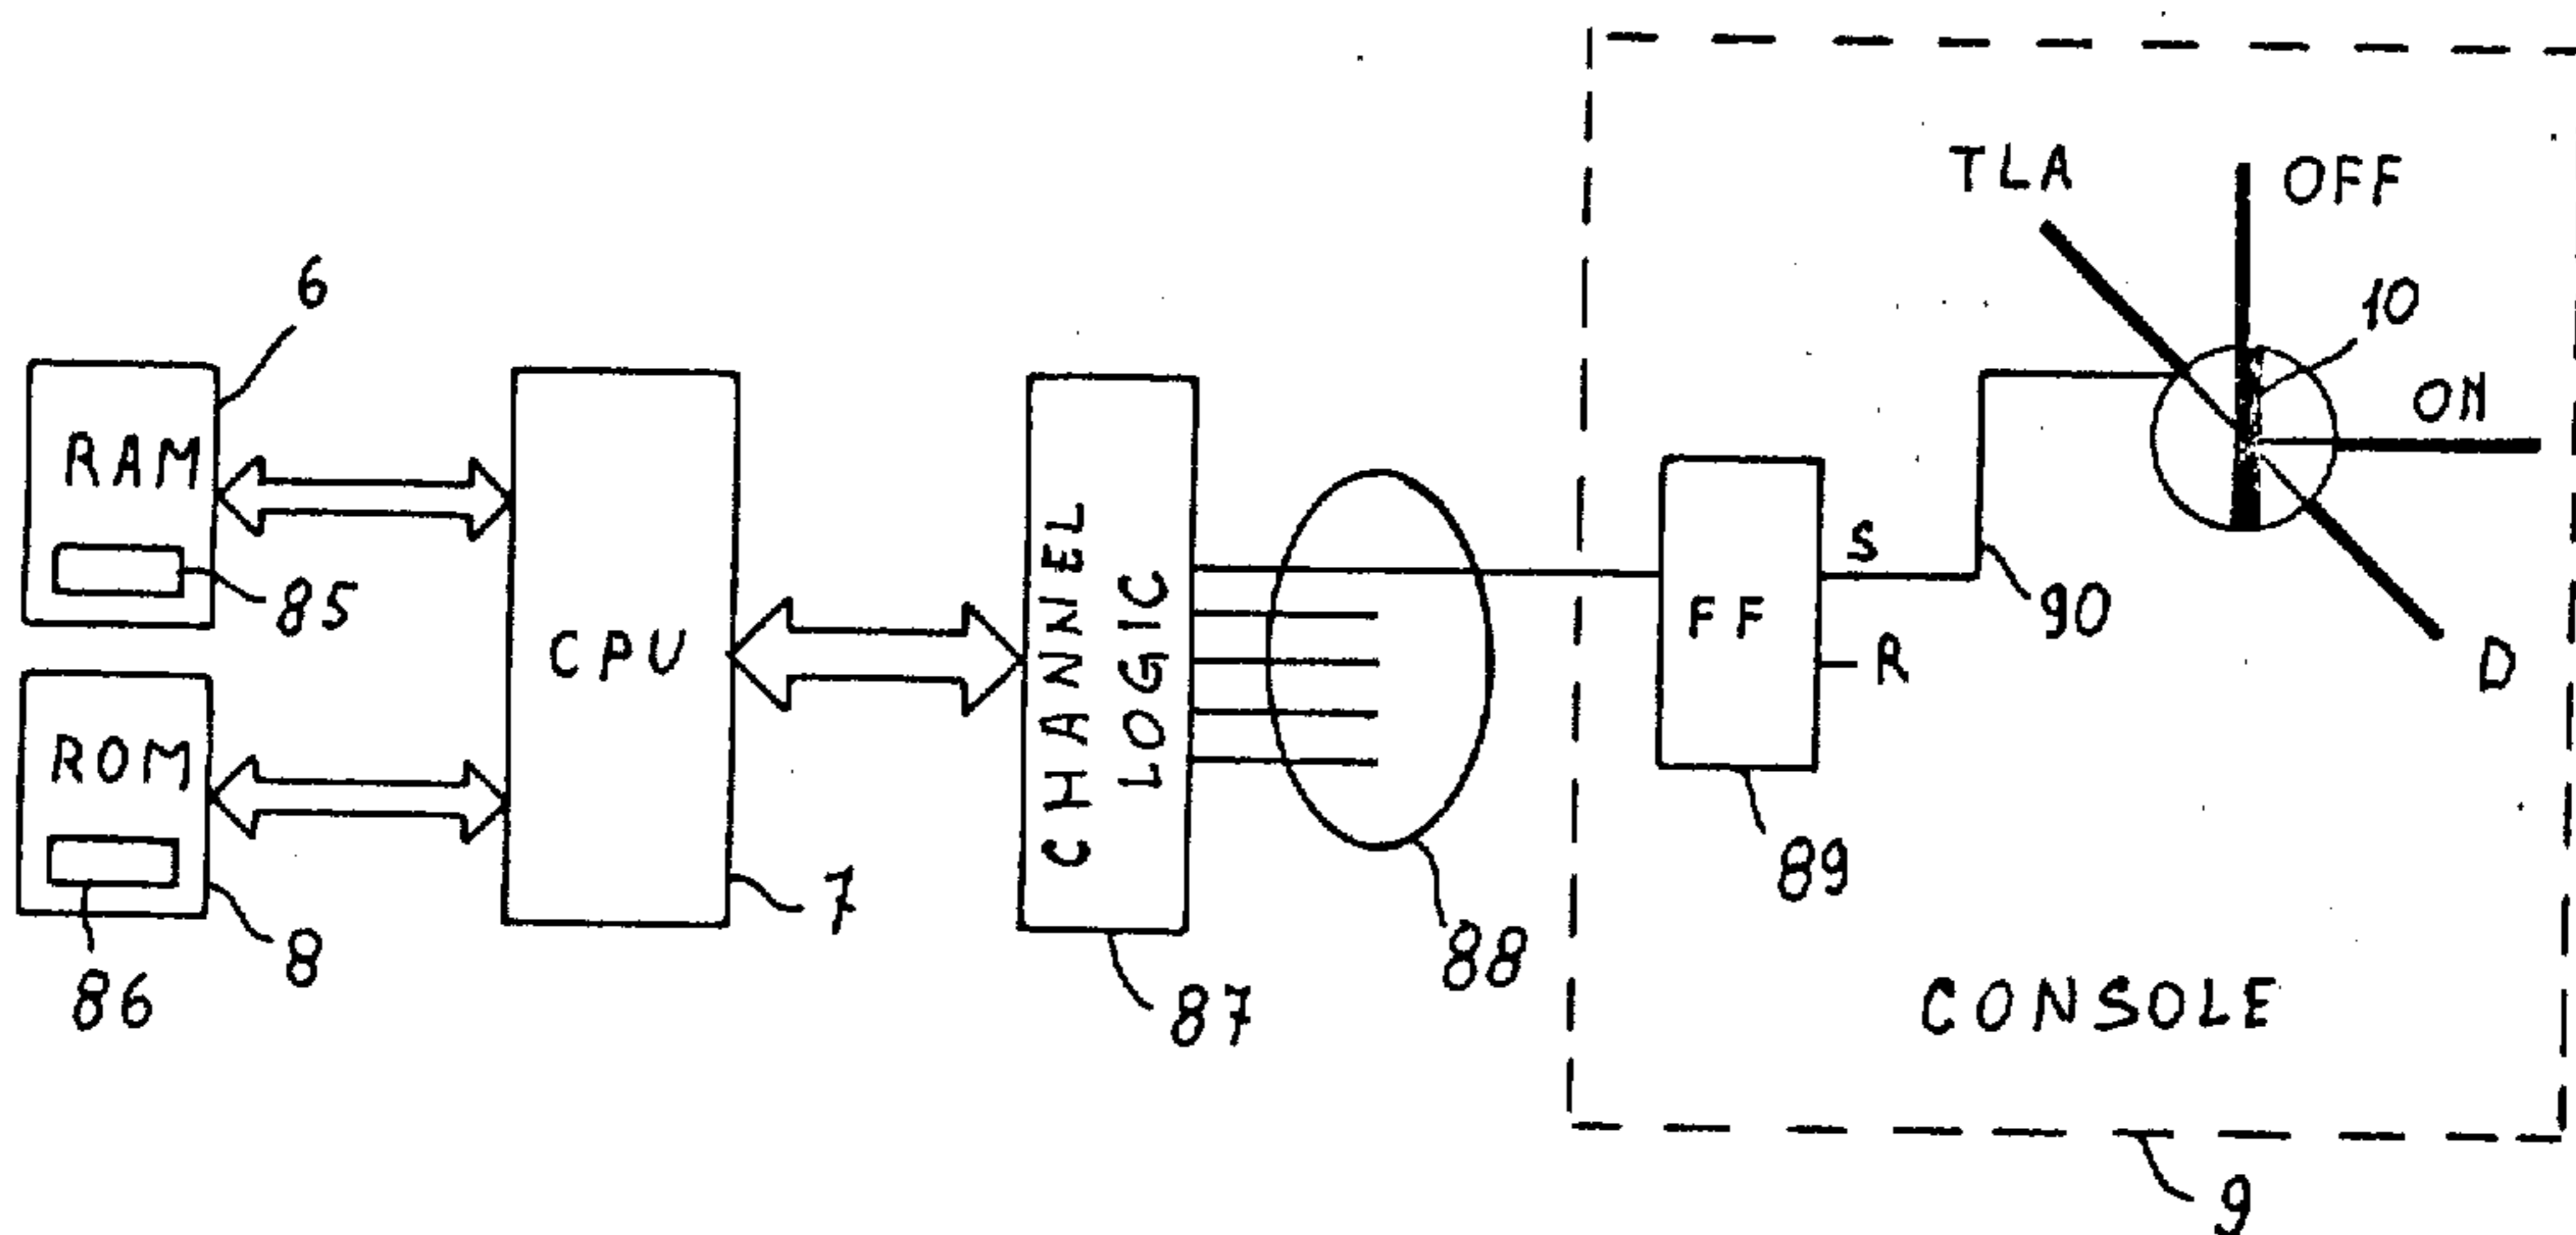 6
RAM
85
ROM
86
8
CPU
7
CHANNEL
LOGIC
87
88
FF
S
R
89
90
TLA
OFF
10
ON
D
CONSOLE
9